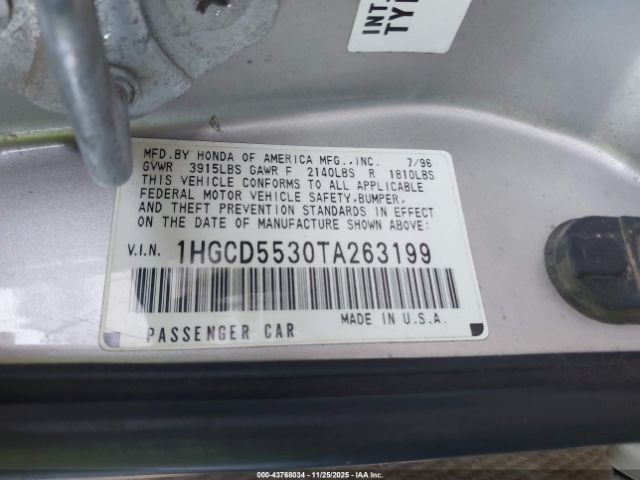 INT
TY
MFD.BY HONDA OF AMERICA MFG.,INC. 7/96
GVWR 3915LBS GAWR F 2140LBS R 1810LBS
THIS VEHICLE CONFORMS TO ALL APPLICABLE
FEDERAL MOTOR VEHICLE SAFETY,BUMPER,
AND THEFT PREVENTION STANDARDS IN EFFECT
ON THE DATE OF MANUFACTURE SHOWN ABOVE:
V.I.N. 1HGCD5530TA263199
PASSENGER CAR MADE IN U.S.A.
000-43768034 - 11/25/2025 - IAA Inc.